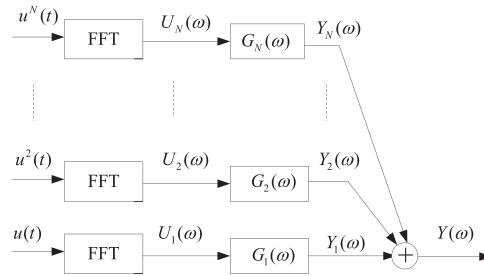 u^N(t) FFT U_N(ω) G_N(ω) Y_N(ω)
u^2(t) FFT U_2(ω) G_2(ω) Y_2(ω)
u(t) FFT U_1(ω) G_1(ω) Y_1(ω) + Y(ω)